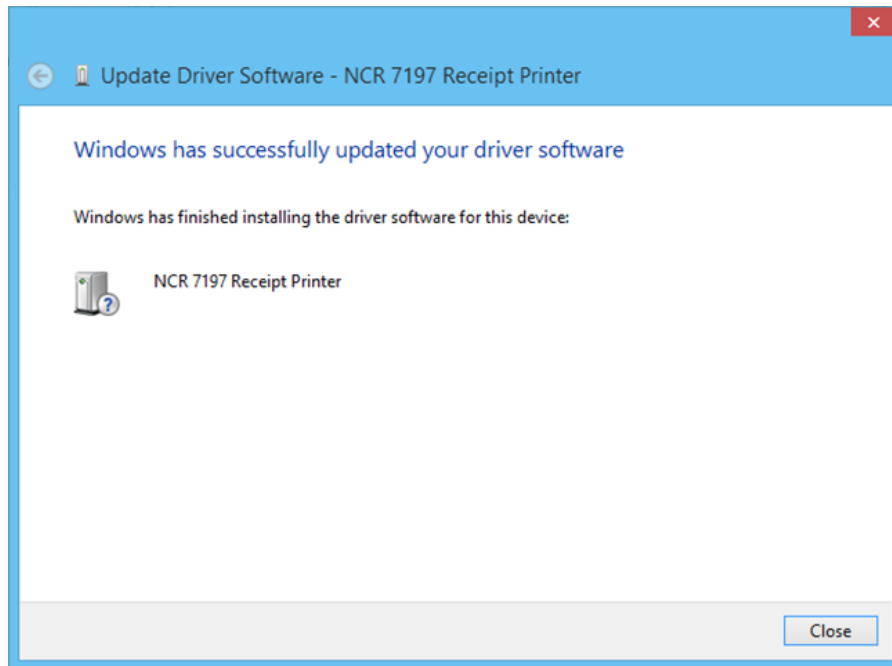 Update Driver Software - NCR 7197 Receipt Printer
Windows has successfully updated your driver software
Windows has finished installing the driver software for this device:
NCR 7197 Receipt Printer
Close